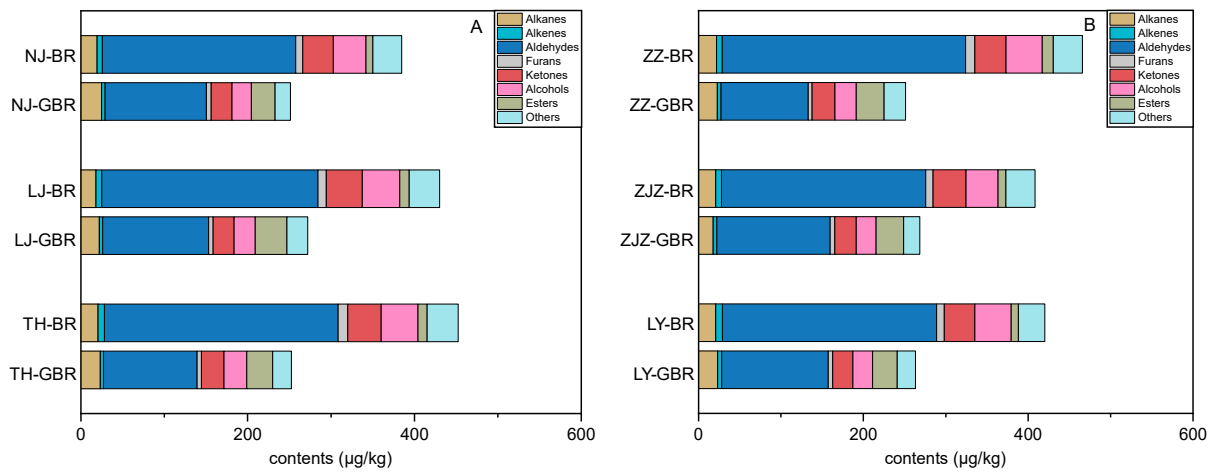 A
Alkanes
Alkenes
Aldehydes
Furans
Ketones
Alcohols
Esters
Others
NJ-BR
NJ-GBR
LJ-BR
LJ-GBR
TH-BR
TH-GBR
0
200
400
600
contents (μg/kg)
B
Alkanes
Alkenes
Aldehydes
Furans
Ketones
Alcohols
Esters
Others
ZZ-BR
ZZ-GBR
ZJZ-BR
ZJZ-GBR
LY-BR
LY-GBR
0
200
400
600
contents (μg/kg)